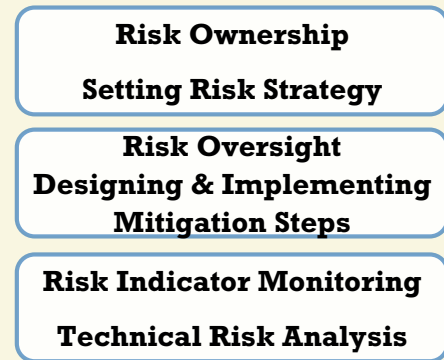 Risk Ownership
Setting Risk Strategy
Risk Oversight
Designing & Implementing
Mitigation Steps
Risk Indicator Monitoring
Technical Risk Analysis